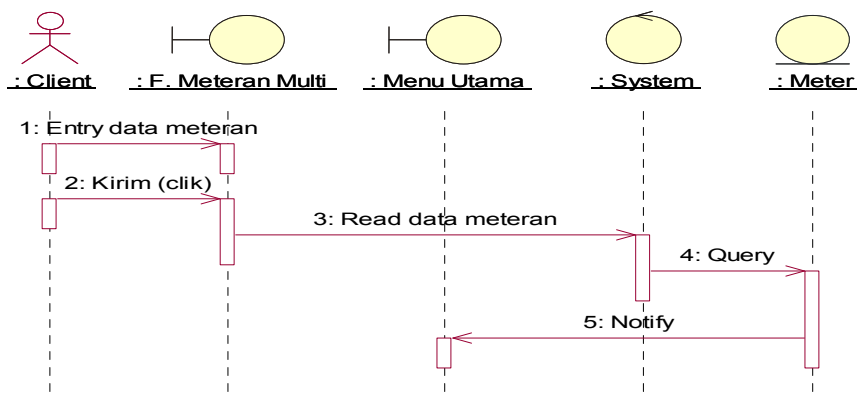 : Client
: F. Meteran Multi
: Menu Utama
: System
: Meter
1: Entry data meteran
2: Kirim (clik)
3: Read data meteran
4: Query
5: Notify